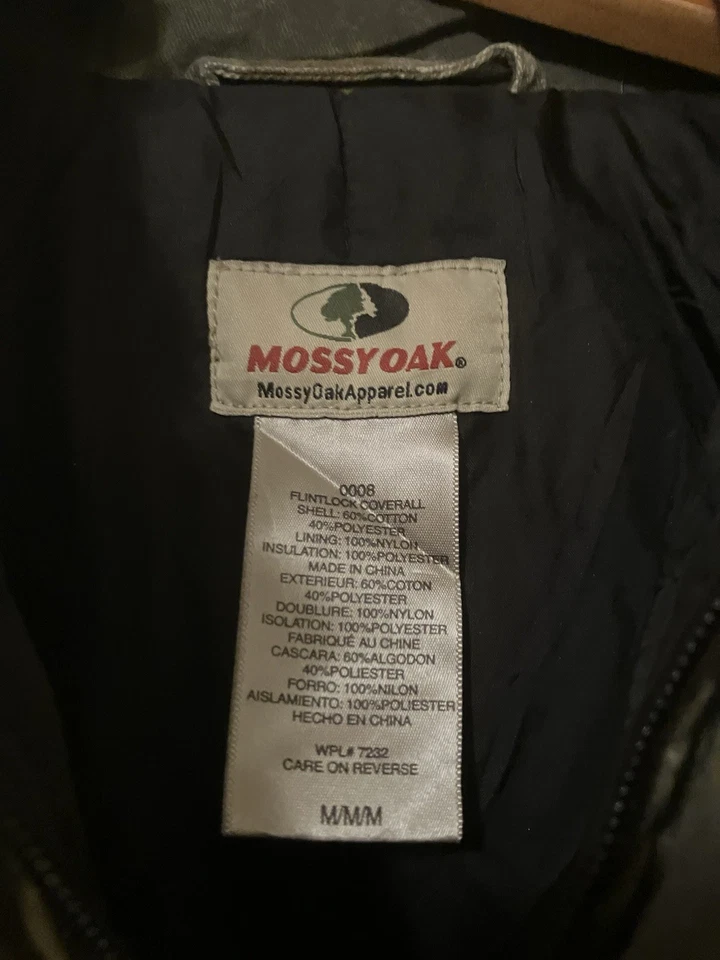 MOSSY OAK®
MossyOakApparel.com
0008
FLINTLOCK COVERALL
SHELL: 60%COTTON
40%POLYESTER
LINING: 100%NYLON
INSULATION: 100%POLYESTER
MADE IN CHINA
EXTERIEUR: 60%COTON
40%POLYESTER
DOUBLURE: 100%NYLON
ISOLATION: 100%POLYESTER
FABRIQUÉ AU CHINE
CASCARA: 60%ALGODON
40%POLIESTER
FORRO: 100%NILON
AISLAMIENTO: 100%POLIESTER
HECHO EN CHINA
WPL# 7232
CARE ON REVERSE
M/M/M